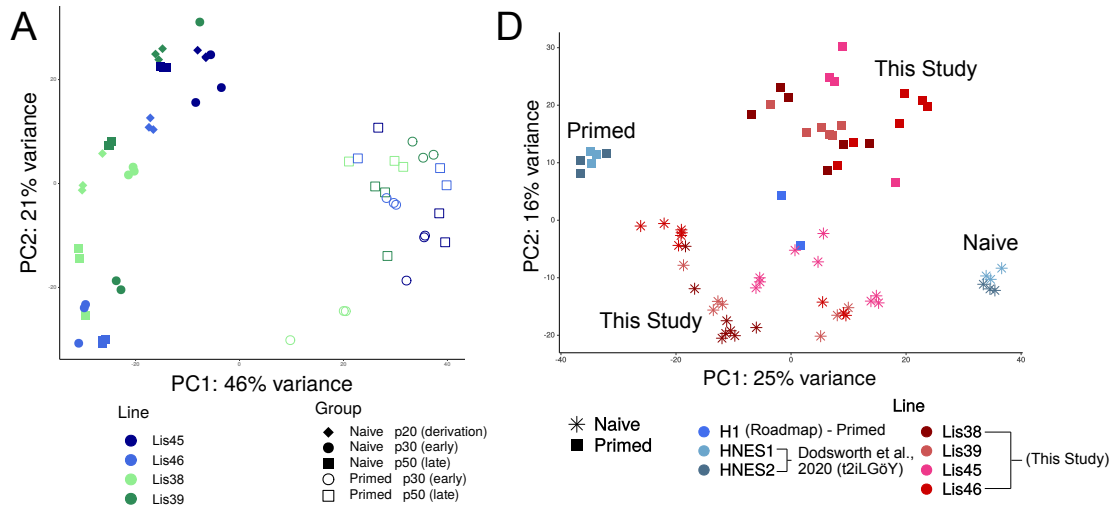 A
PC2: 21% variance
20
0
-20
-20
0
20
40
PC1: 46% variance
Line
Lis45
Lis46
Lis38
Lis39
Group
Naive p20 (derivation)
Naive p30 (early)
Naive p50 (late)
Primed p30 (early)
Primed p50 (late)
D
PC2: 16% variance
30
20
10
0
-10
-20
This Study
Primed
Naive
This Study
-40
-20
0
20
40
PC1: 25% variance
Naive
Primed
Line
H1 (Roadmap) - Primed
HNES1
HNES2
Dodsworth et al.,
2020 (t2iLGöY)
Lis38
Lis39
Lis45
Lis46
(This Study)